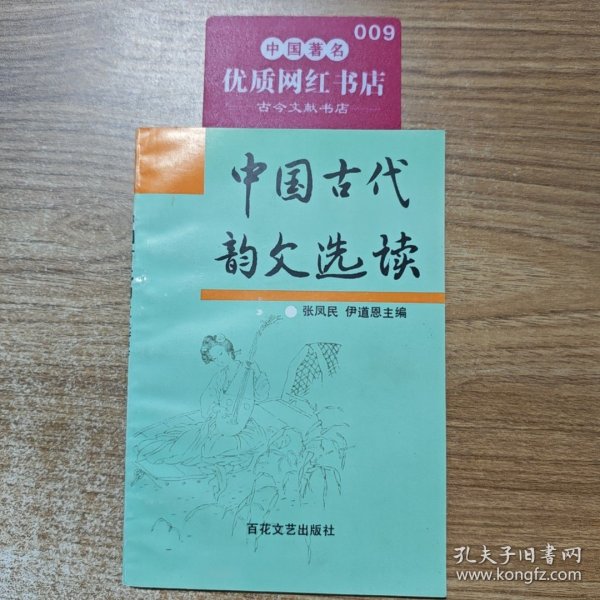 009
中国著名
优质网红书店
古今文献书店
中国古代
韵文选读
张凤民 伊道恩主编
百花文艺出版社
孔夫子旧书网
www.kongfz.com